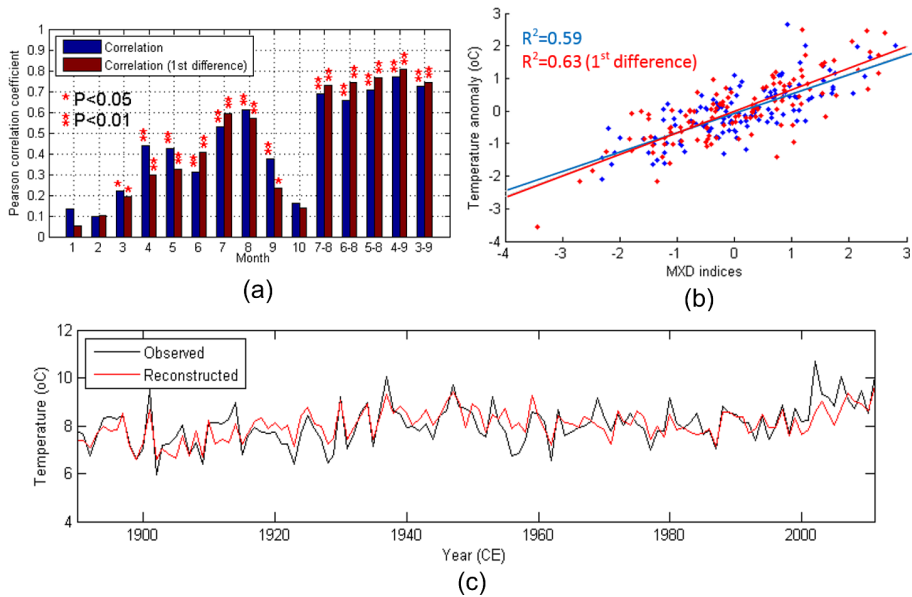 1
0.9
0.8
0.7
0.6
0.5
0.4
0.3
0.2
0.1
0
Pearson correlation coefficient
Correlation
Correlation (1st difference)
* P<0.05
** P<0.01
1 2 3 4 5 6 7 8 9 10 7-8 6-8 5-8 4-9 3-9
Month
(a)
4
3
2
1
0
-1
-2
-3
-4
Temperature anomaly (oC)
R²=0.59
R²=0.63 (1st difference)
-4 -3 -2 -1 0 1 2 3
MXD indices
(b)
12
10
8
6
4
Temperature (oC)
Observed
Reconstructed
1900 1920 1940 1960 1980 2000
Year (CE)
(c)